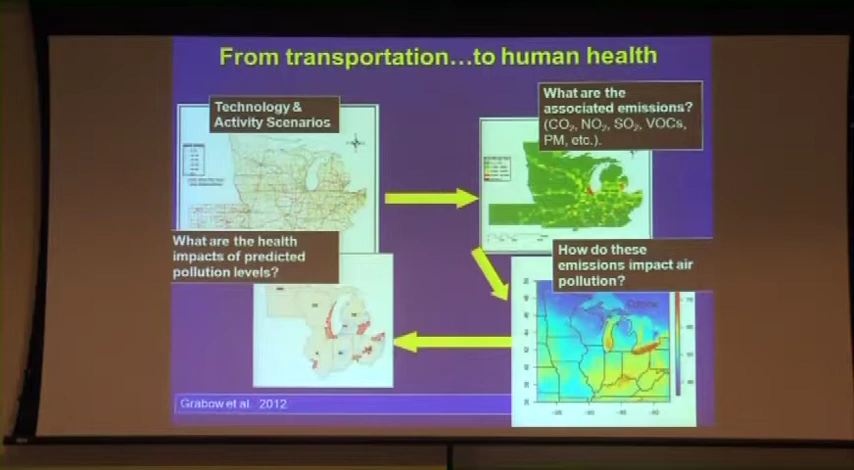 From transportation...to human health
Technology &
Activity Scenarios
What are the
associated emissions?
(CO₂, NO₂, SO₂, VOCs,
PM, etc.).
What are the health
impacts of predicted
pollution levels?
How do these
emissions impact air
pollution?
Grabow et al. 2012